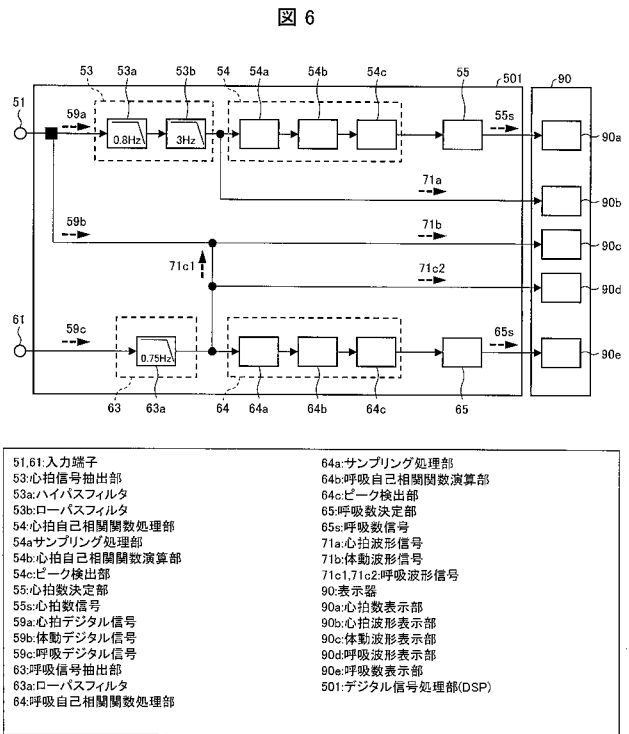 図 6
53 53a 53b 54 54a 54b 54c 55 501 90
51 59a 55s
0.8Hz 3Hz 90a
71a
90b
59b 71b
90c
71c1 71c2
90d
61 59c 65s
0.75Hz 90e
63 63a 64 64a 64b 64c 65
51,61:入力端子
53:心拍信号抽出部
53a:ハイパスフィルタ
53b:ローパスフィルタ
54:心拍自己相関関数処理部
54aサンプリング処理部
54b:心拍自己相関関数演算部
54c:ピーク検出部
55:心拍数決定部
55s:心拍数信号
59a:心拍デジタル信号
59b:体動デジタル信号
59c:呼吸デジタル信号
63:呼吸信号抽出部
63a:ローパスフィルタ
64:呼吸自己相関関数処理部
64a:サンプリング処理部
64b:呼吸自己相関関数演算部
64c:ピーク検出部
65:呼吸数決定部
65s:呼吸数信号
71a:心拍波形信号
71b:体動波形信号
71c1,71c2:呼吸波形信号
90:表示器
90a:心拍数表示部
90b:心拍波形表示部
90c:体動波形表示部
90d:呼吸波形表示部
90e:呼吸数表示部
501:デジタル信号処理部(DSP)